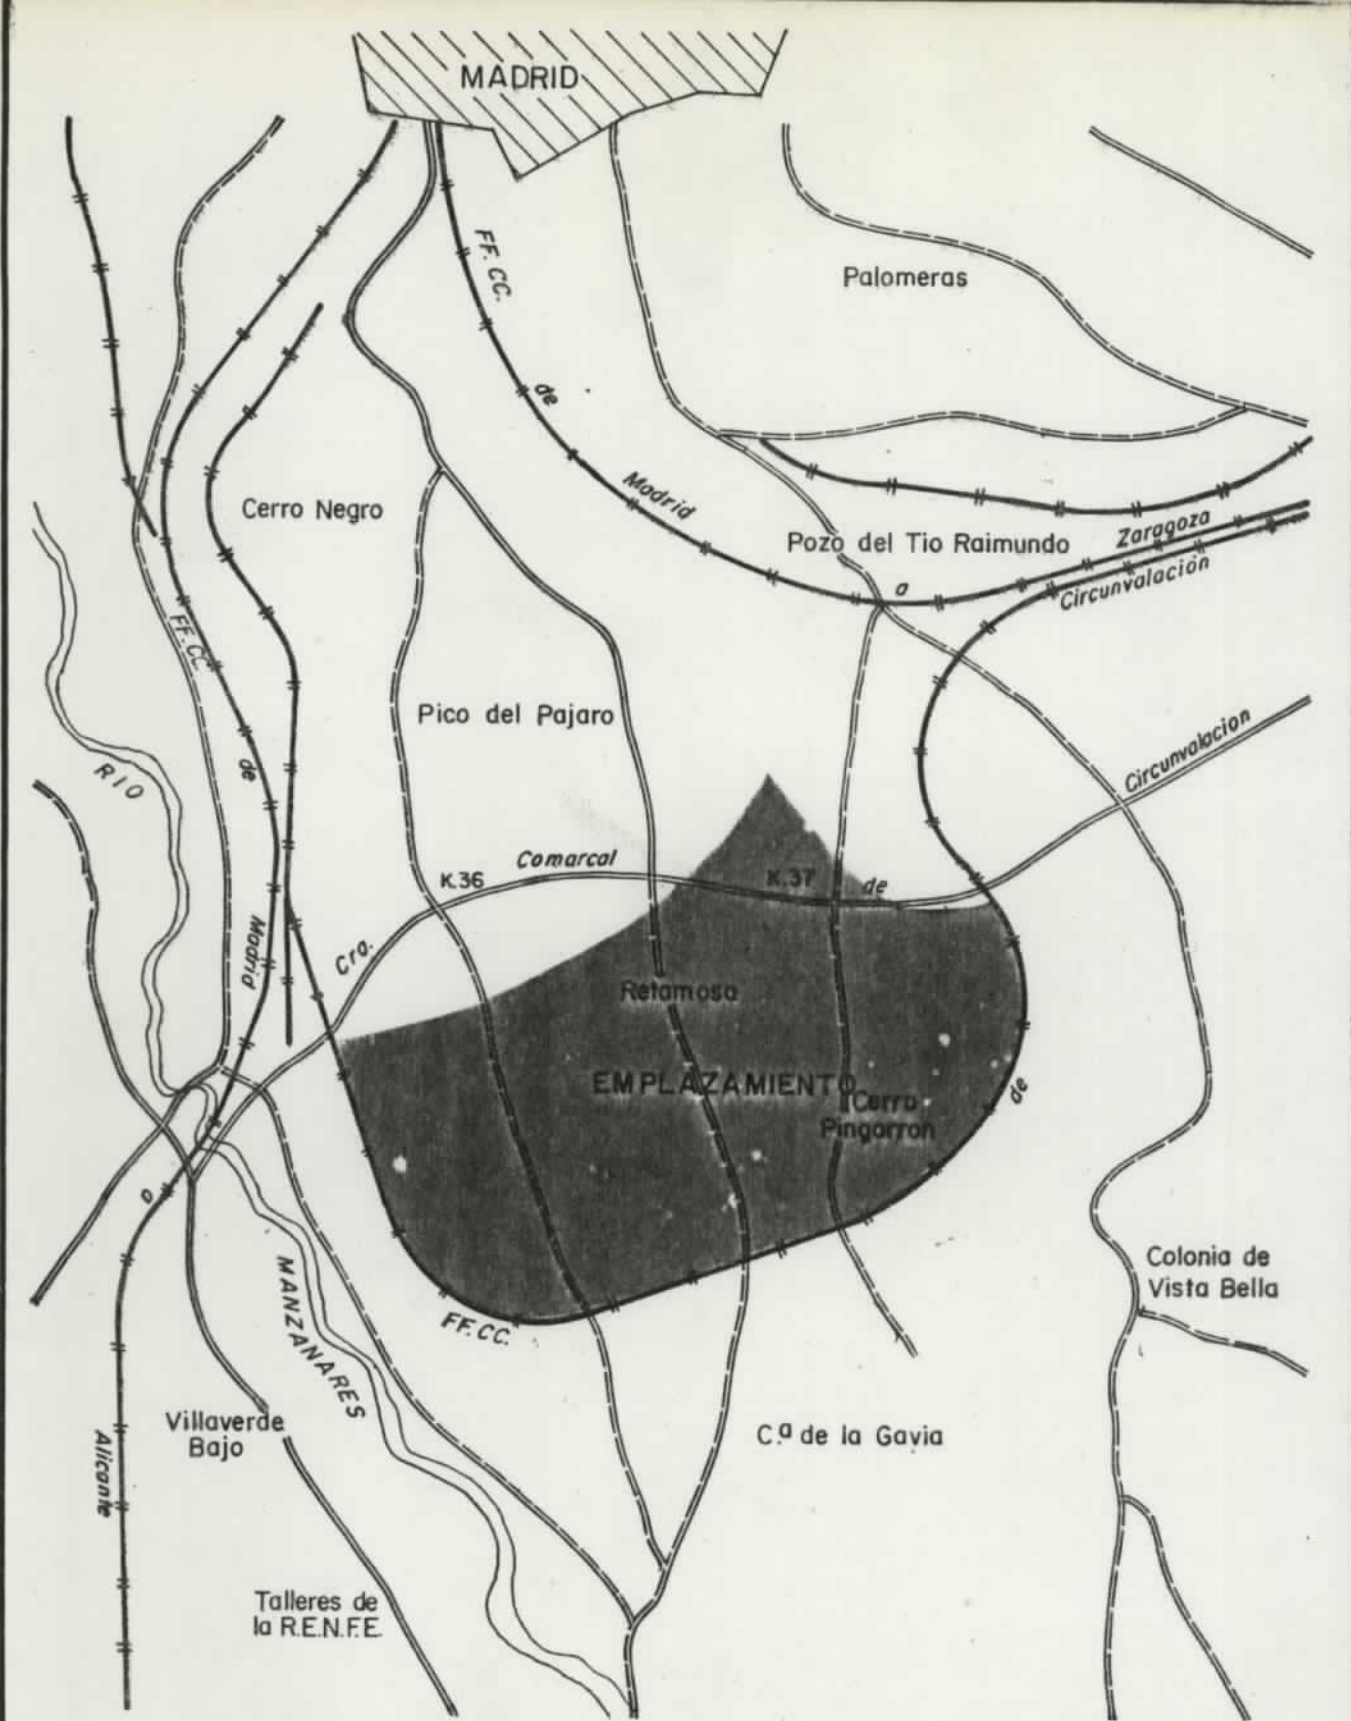 MADRID
FF. CC.
de
Madrid
a
Zaragoza
Circunvalación
Palomeras
Cerro Negro
Pozo del Tio Raimundo
FF. CC.
de
Madrid
a
Alicante
Pico del Pajaro
RIO
MANZANARES
K.36
Comarcal
K.37
de
Circunvalacion
Cra.
Retamosa
EMPLAZAMIENTO
Cerro
Pingarron
de
FF. CC.
Colonia de
Vista Bella
Villaverde
Bajo
C.ª de la Gavia
Talleres de
la R.E.N.F.E.